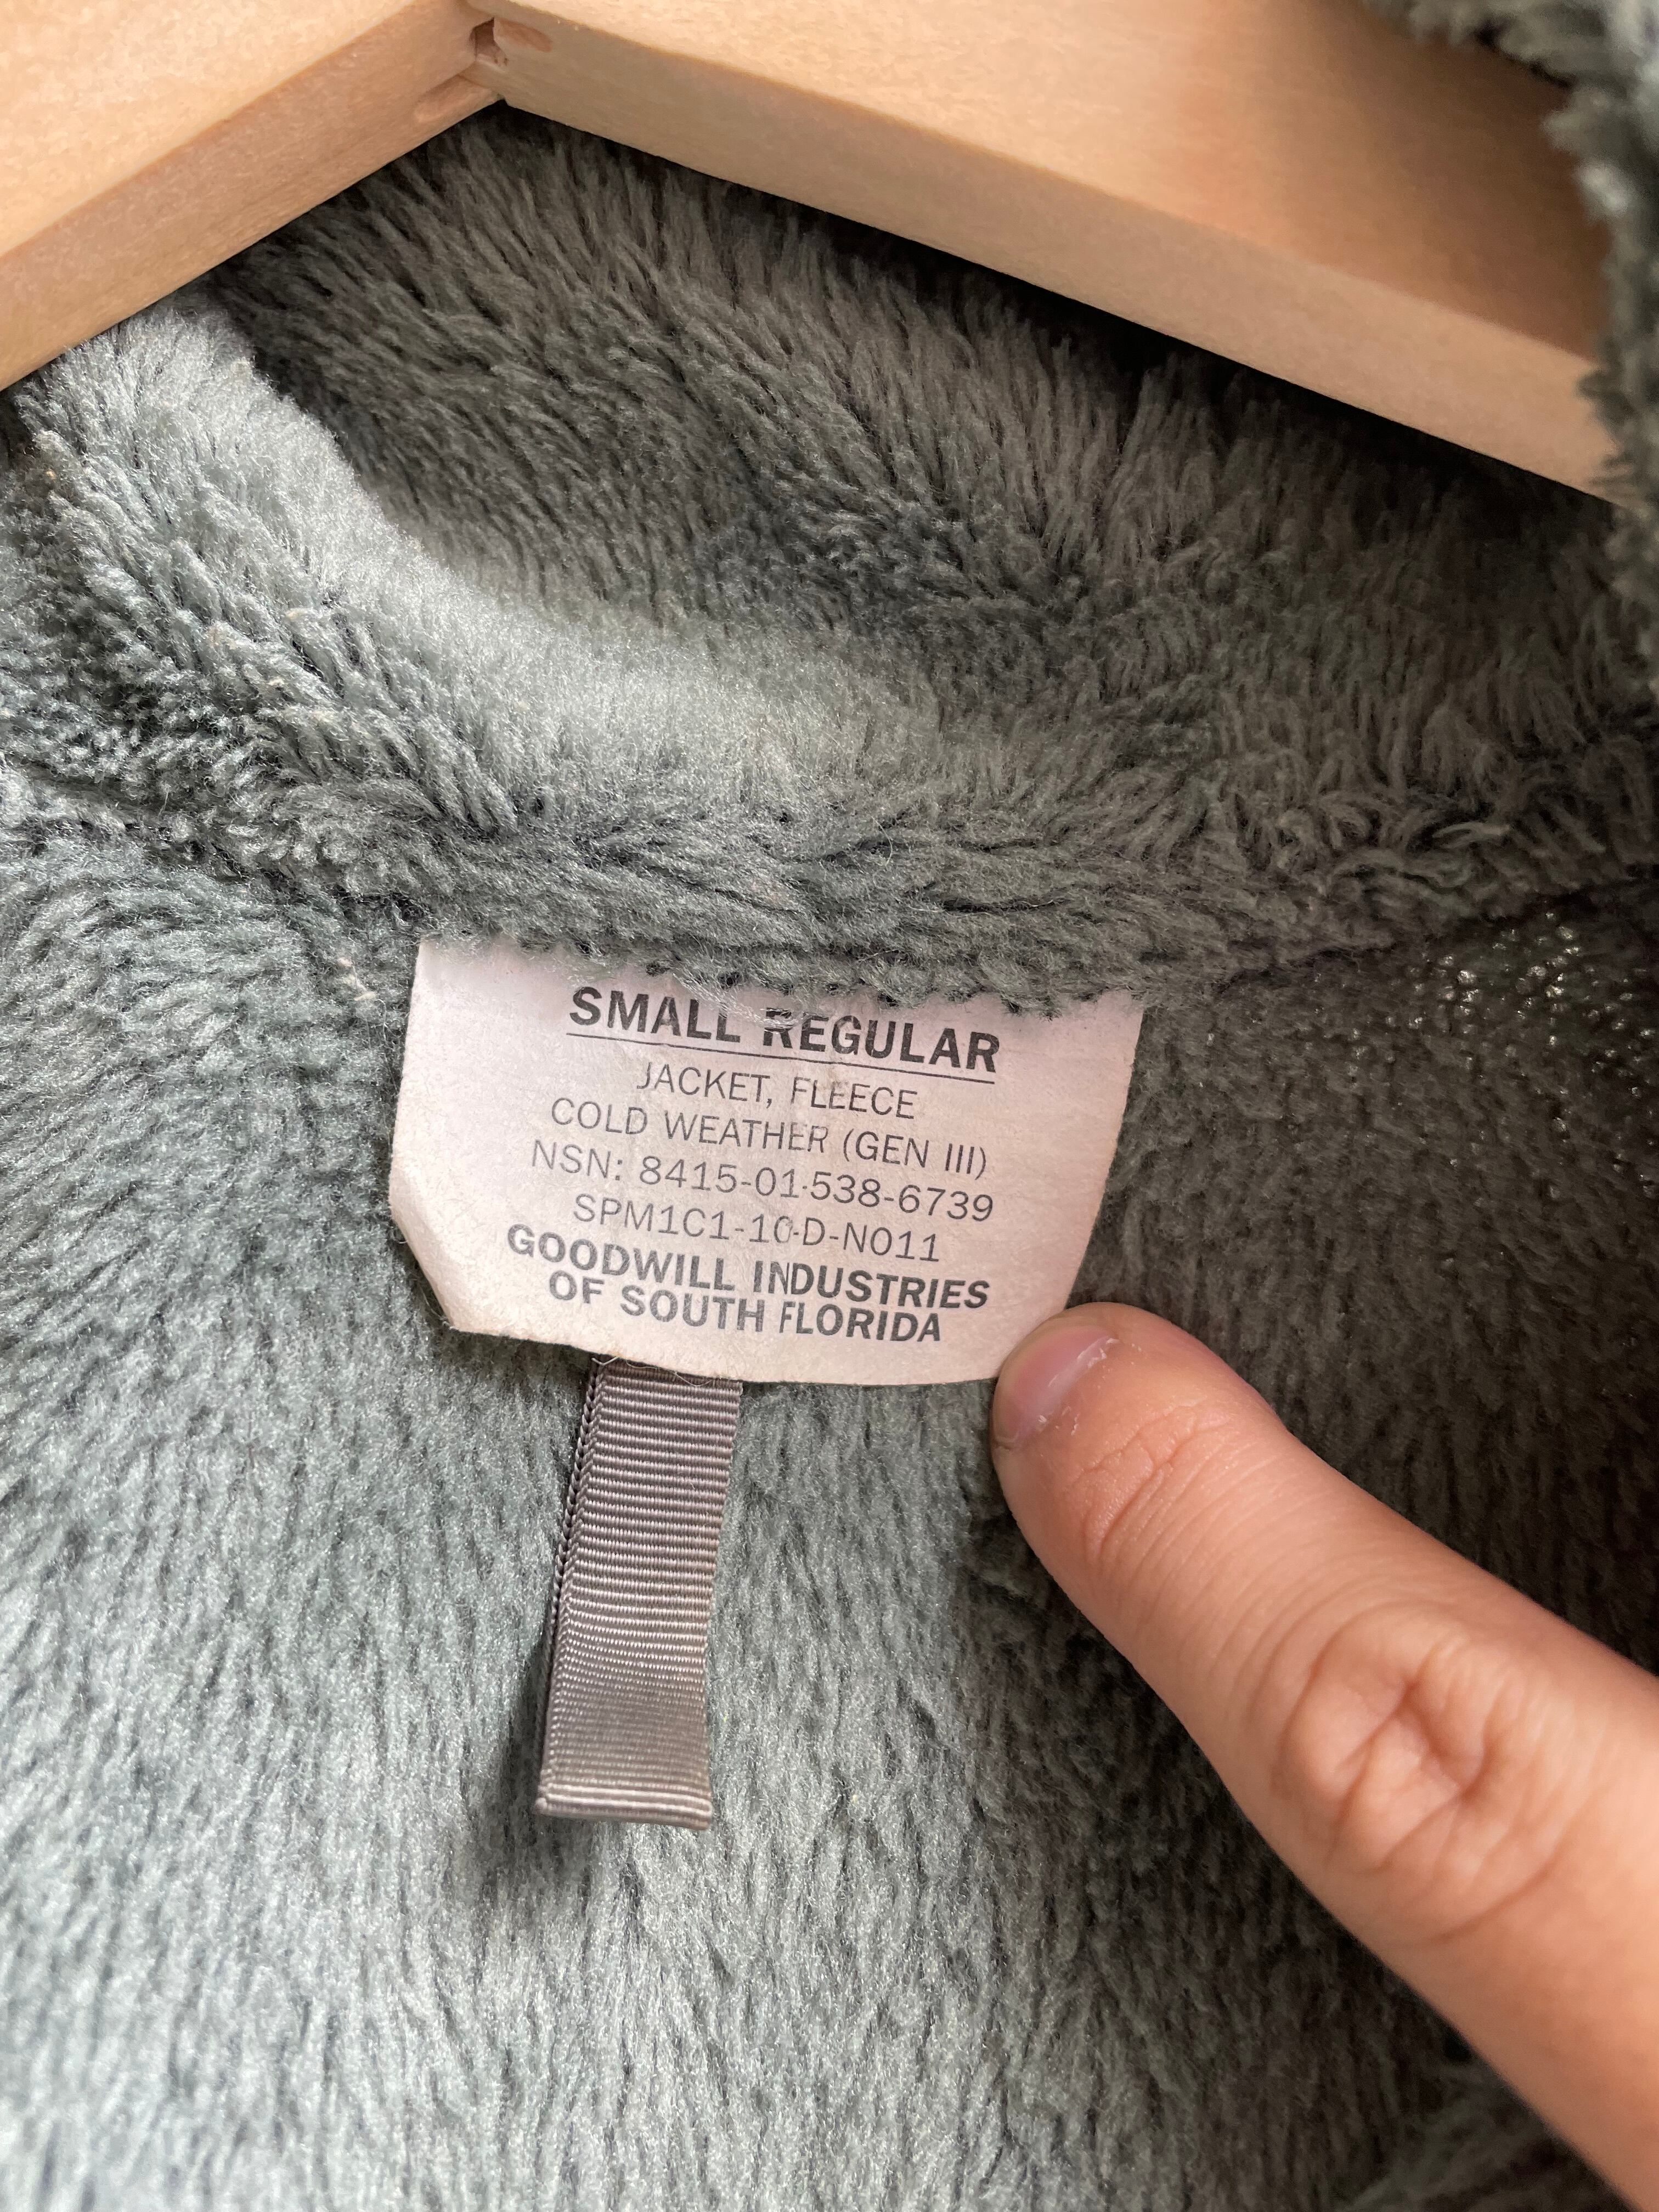 SMALL REGULAR
JACKET, FLEECE
COLD WEATHER (GEN III)
NSN: 8415-01-538-6739
SPM1C1-10-D-N011
GOODWILL INDUSTRIES
OF SOUTH FLORIDA